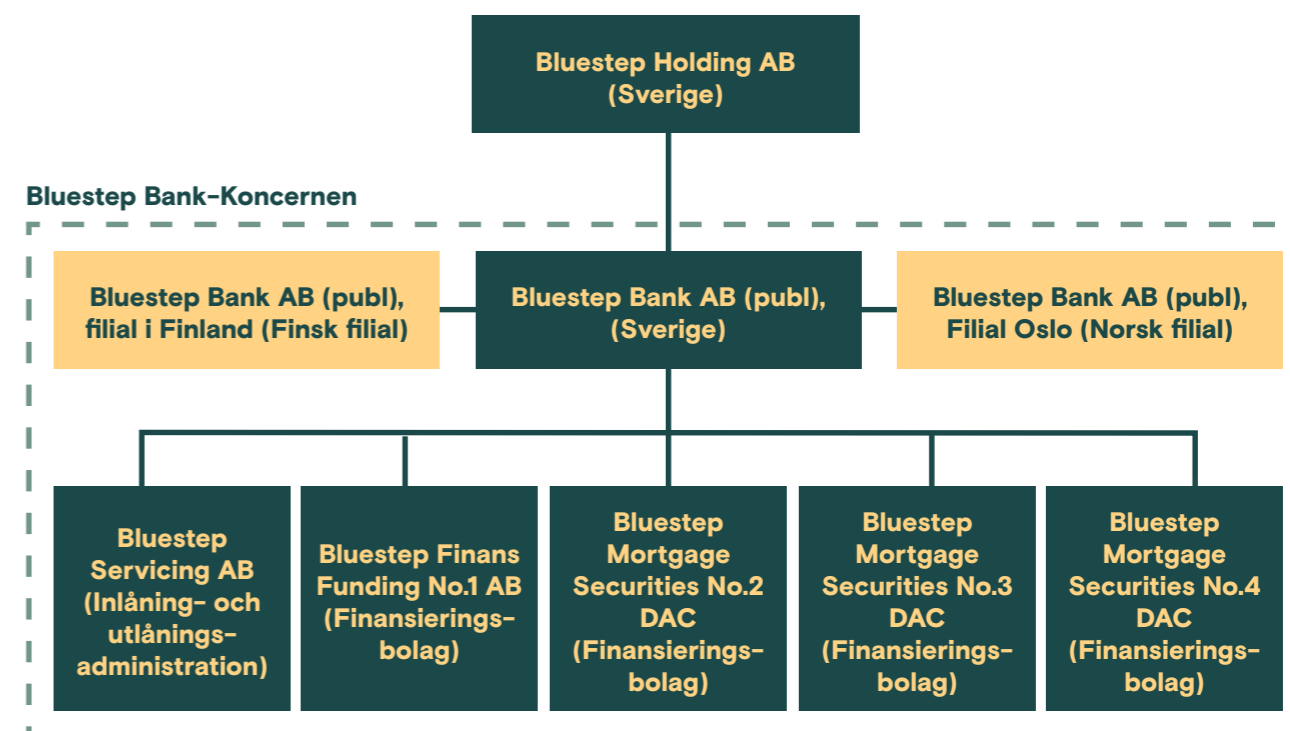 Bluestep Holding AB
(Sverige)
Bluestep Bank-Koncernen
Bluestep Bank AB (publ),
filial i Finland (Finsk filial)
Bluestep Bank AB (publ),
(Sverige)
Bluestep Bank AB (publ),
Filial Oslo (Norsk filial)
Bluestep
Servicing AB
(Inlåning- och
utlånings-
administration)
Bluestep Finans
Funding No.1 AB
(Finansierings-
bolag)
Bluestep
Mortgage
Securities No.2
DAC
(Finansierings-
bolag)
Bluestep
Mortgage
Securities No.3
DAC
(Finansierings-
bolag)
Bluestep
Mortgage
Securities No.4
DAC
(Finansierings-
bolag)